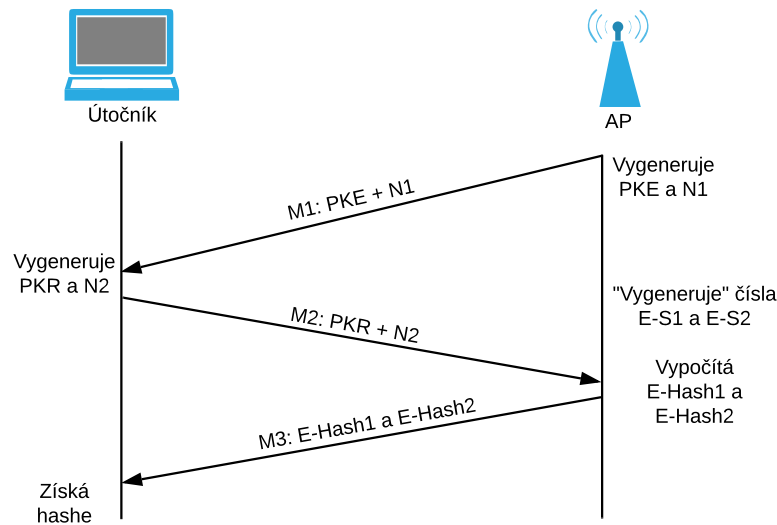 Útočník
AP
Vygeneruje
PKE a N1
M1: PKE + N1
Vygeneruje
PKR a N2
"Vygeneruje" čísla
E-S1 a E-S2
M2: PKR + N2
Vypočítá
E-Hash1 a
E-Hash2
M3: E-Hash1 a E-Hash2
Získá
hashe